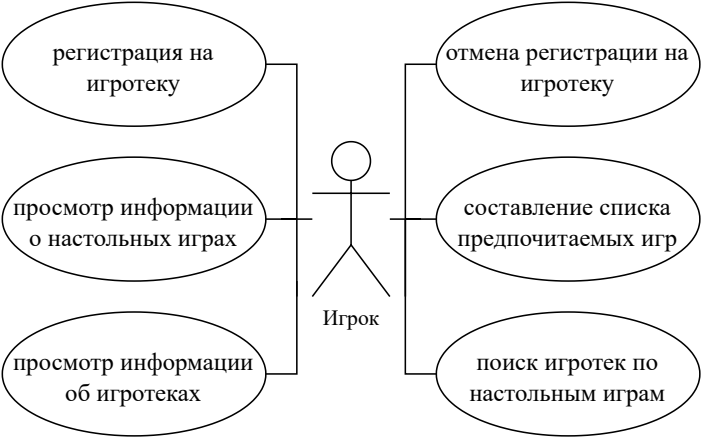 регистрация на
игротеку
отмена регистрации на
игротеку
просмотр информации
о настольных играх
составление списка
предпочитаемых игр
Игрок
просмотр информации
об игротеках
поиск игротек по
настольным играм